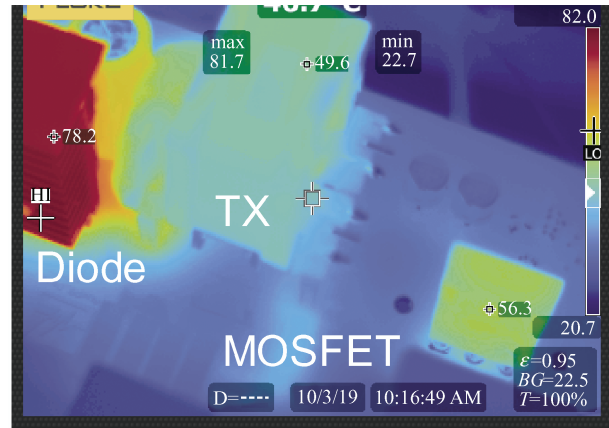 FLUKE
82.0
max
81.7
49.6
min
22.7
78.2
LO
HI
TX
Diode
56.3
20.7
MOSFET
ε=0.95
BG=22.5
T=100%
D=----
10/3/19
10:16:49 AM